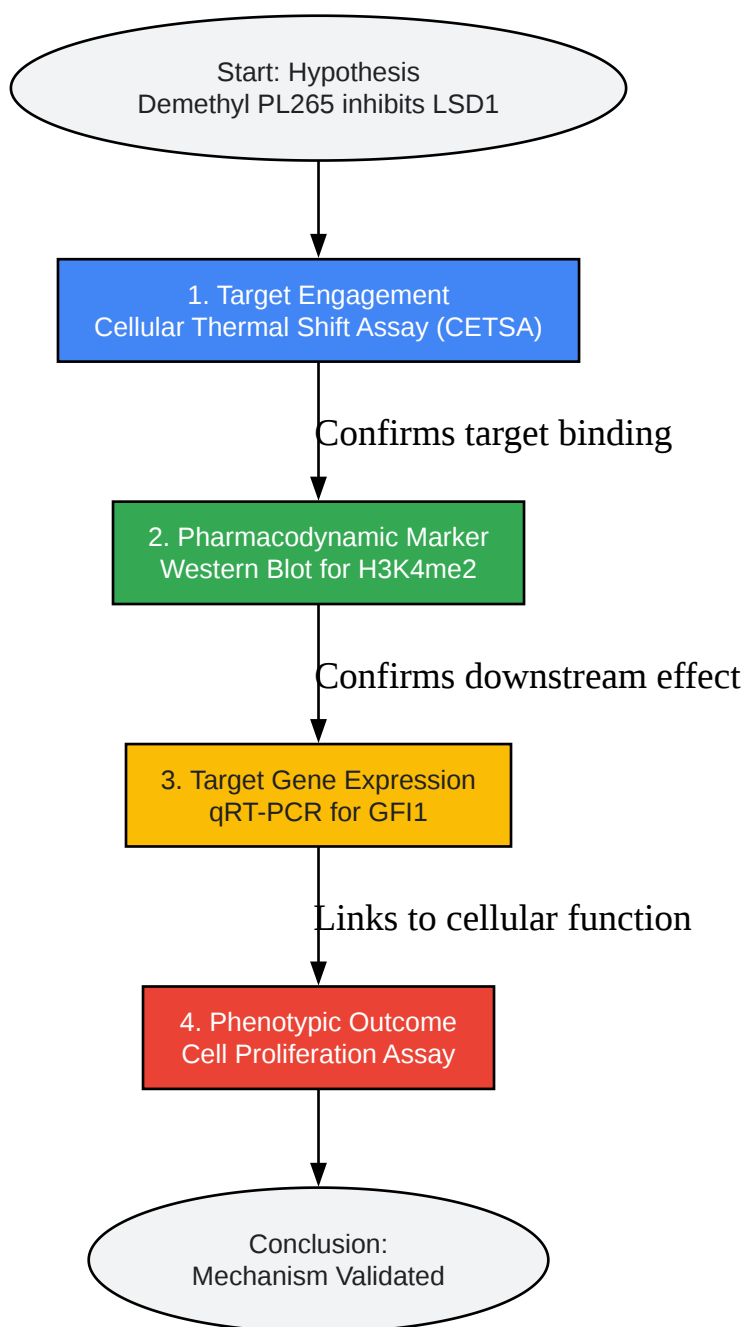 Start: Hypothesis
Demethyl PL265 inhibits LSD1
1. Target Engagement
Cellular Thermal Shift Assay (CETSA)
Confirms target binding
2. Pharmacodynamic Marker
Western Blot for H3K4me2
Confirms downstream effect
3. Target Gene Expression
qRT-PCR for GFI1
Links to cellular function
4. Phenotypic Outcome
Cell Proliferation Assay
Conclusion:
Mechanism Validated